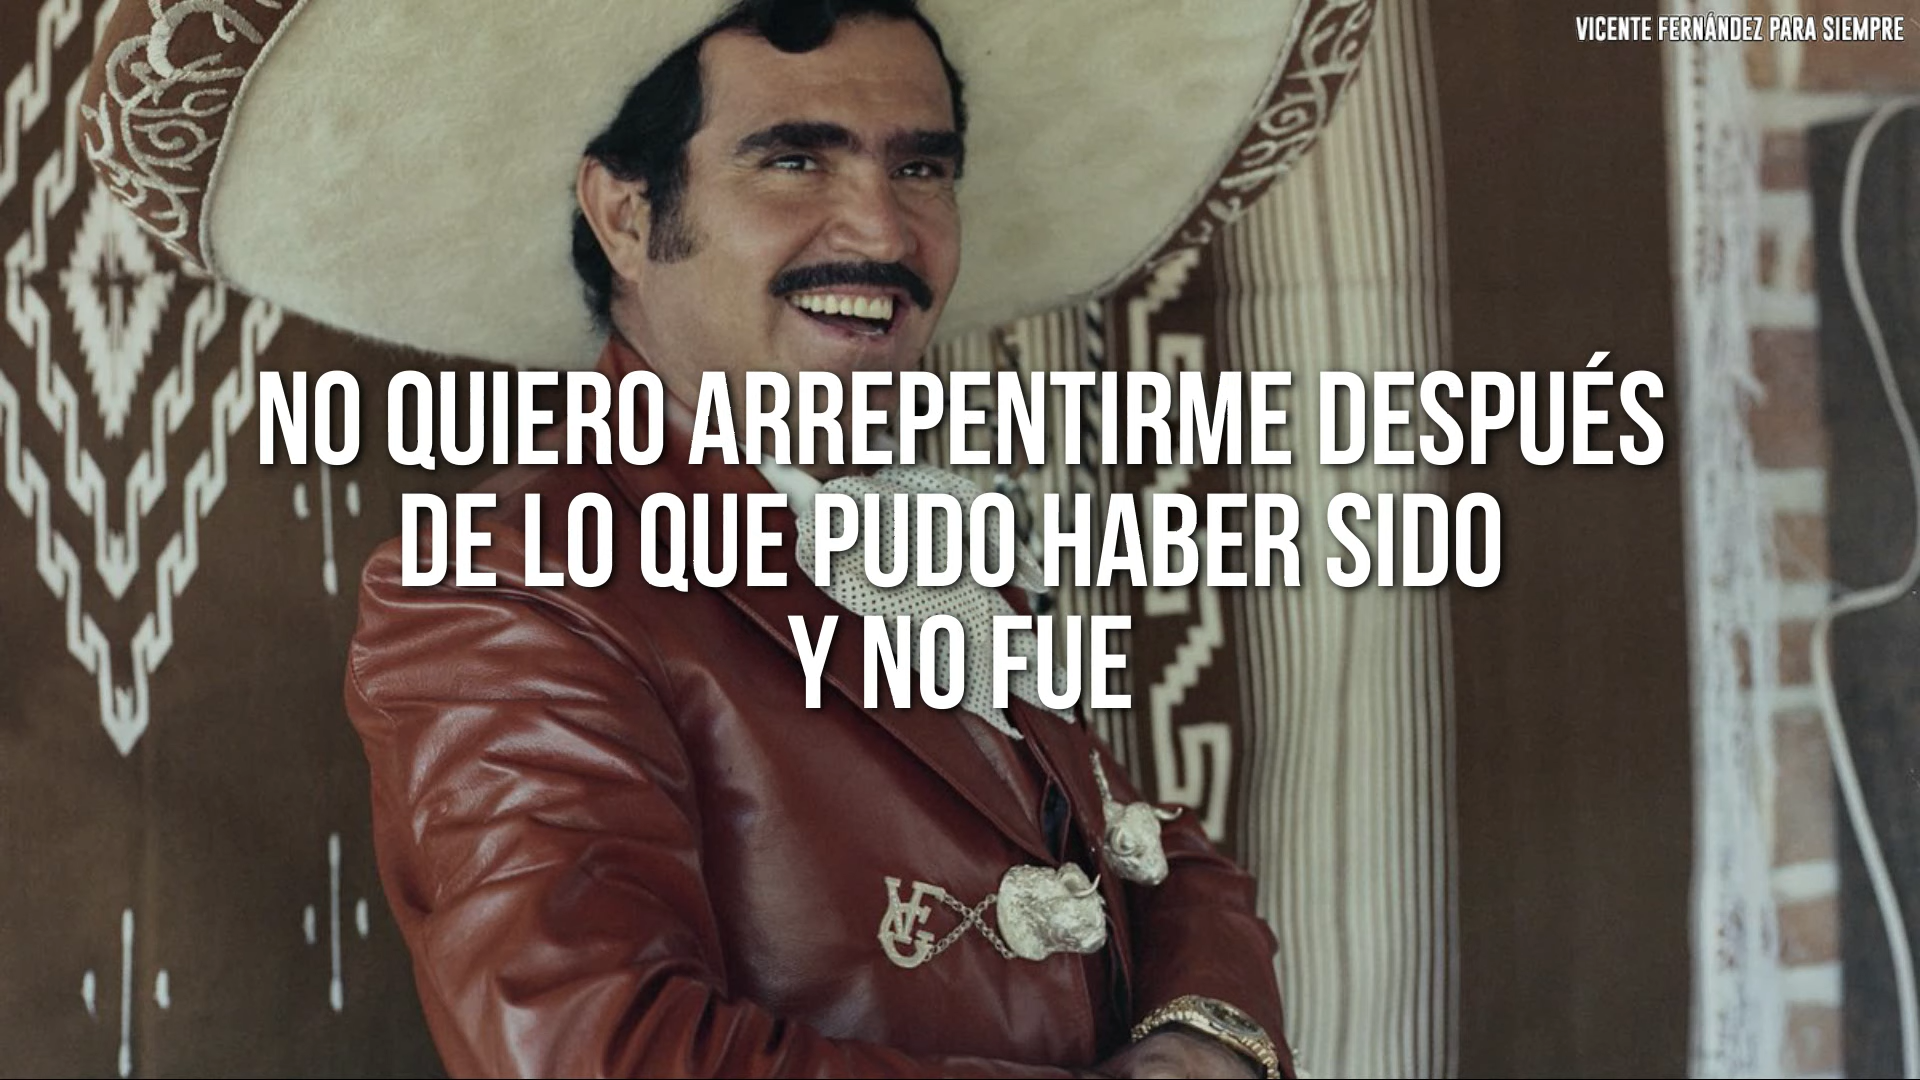 VICENTE FERNÁNDEZ PARA SIEMPRE
NO QUIERO ARREPENTIRME DESPUÉS
DE LO QUE PUDO HABER SIDO
Y NO FUE